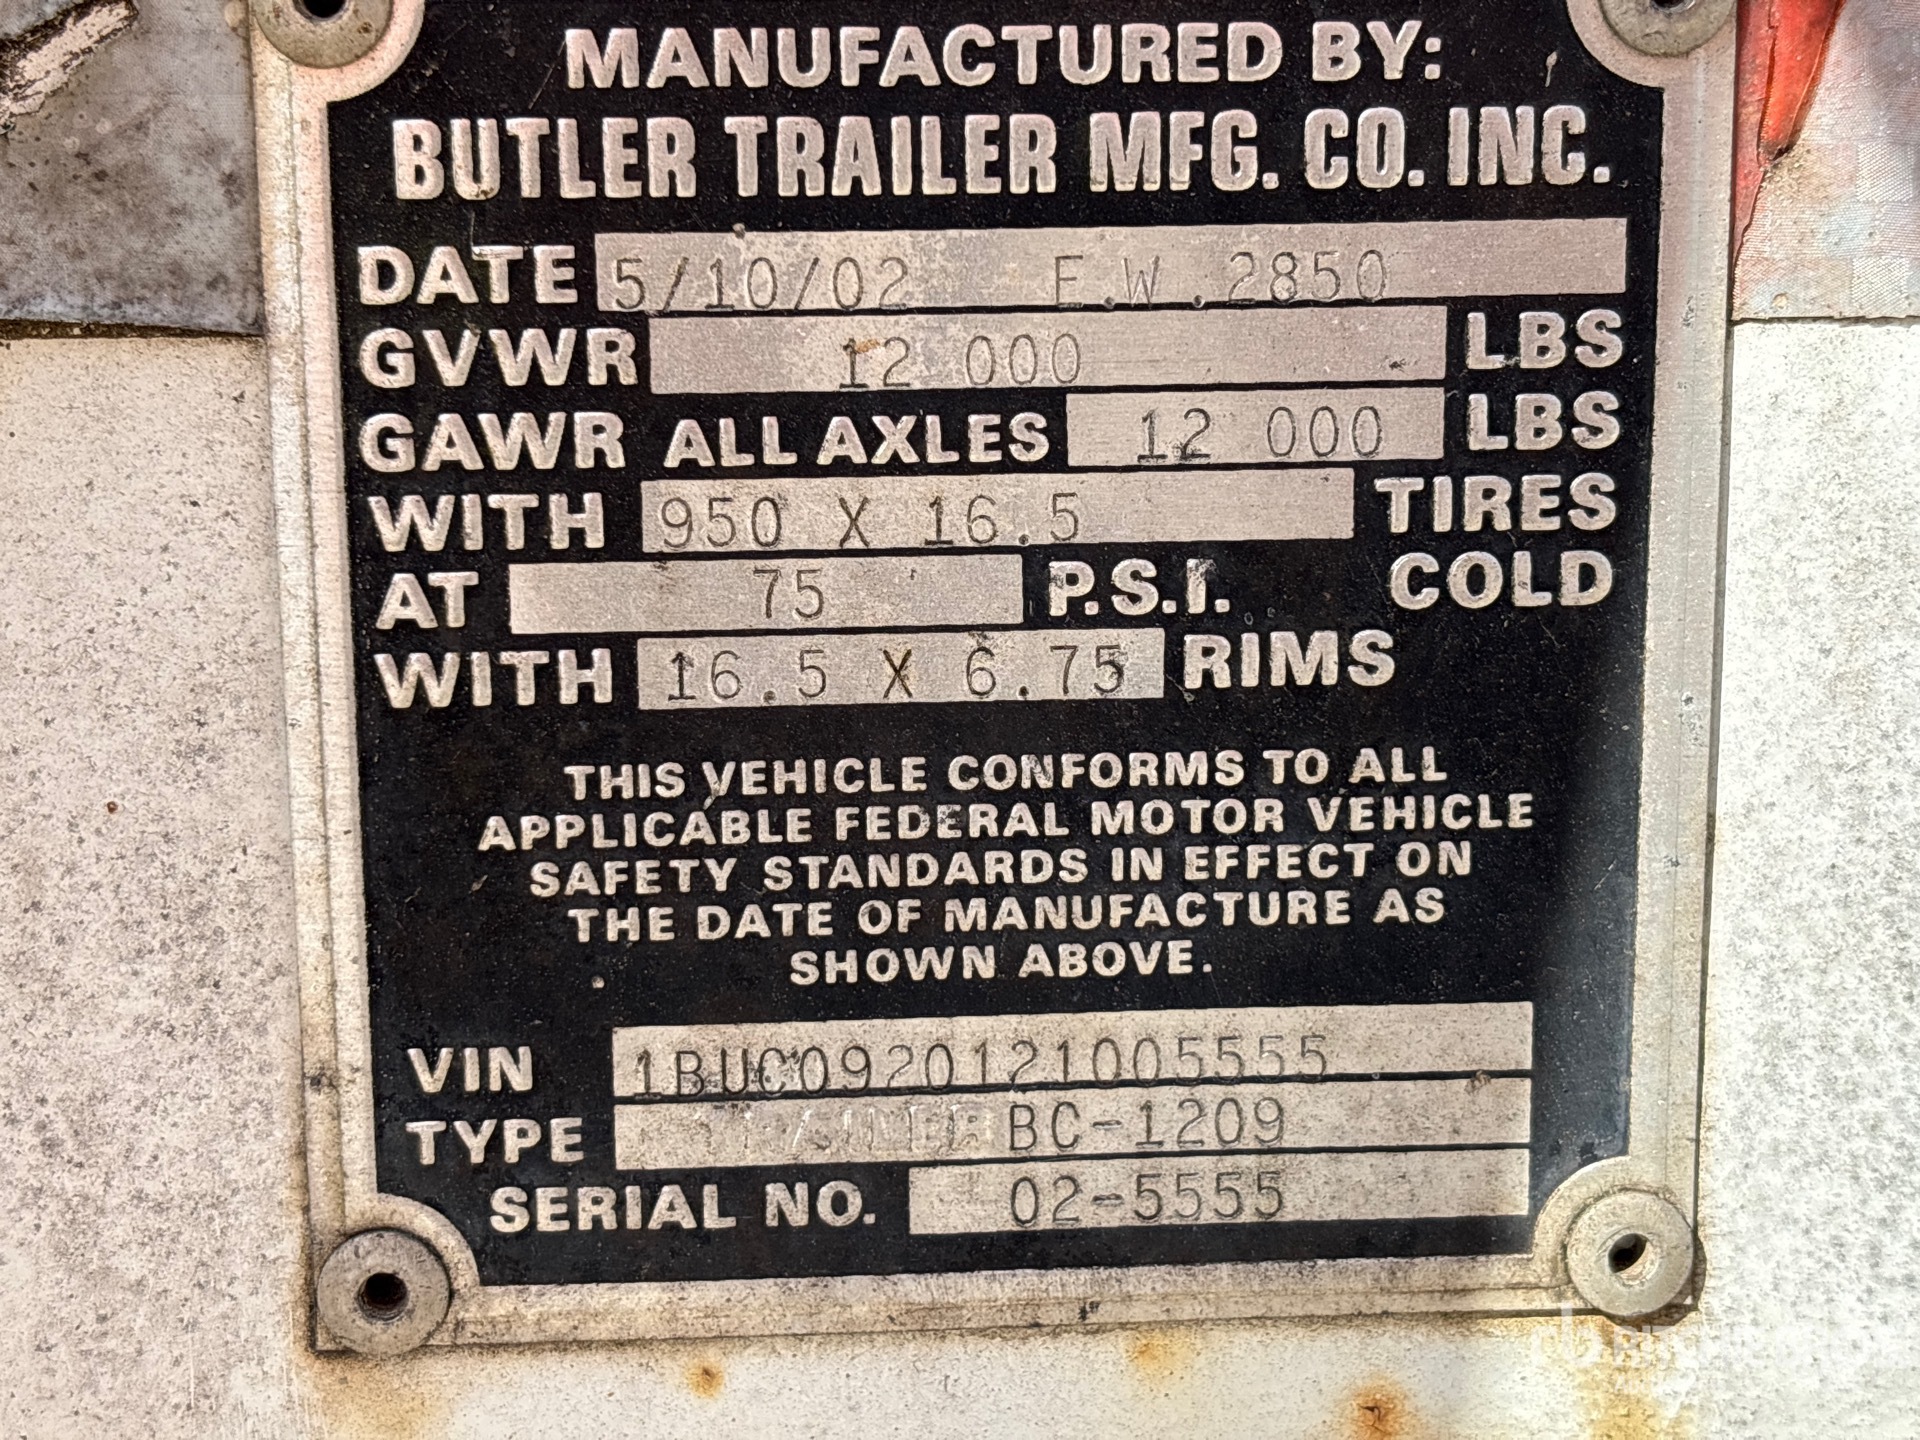 MANUFACTURED BY:
BUTLER TRAILER MFG. CO. INC.
DATE 5/10/02 E.W.2850
GVWR 12 000 LBS
GAWR ALL AXLES 12 000 LBS
WITH 950 X 16.5 TIRES
AT 75 P.S.I. COLD
WITH 16.5 X 6.75 RIMS
THIS VEHICLE CONFORMS TO ALL
APPLICABLE FEDERAL MOTOR VEHICLE
SAFETY STANDARDS IN EFFECT ON
THE DATE OF MANUFACTURE AS
SHOWN ABOVE.
VIN 1BUC0920121005555
TYPE TRAILER BC-1209
SERIAL NO. 02-5555